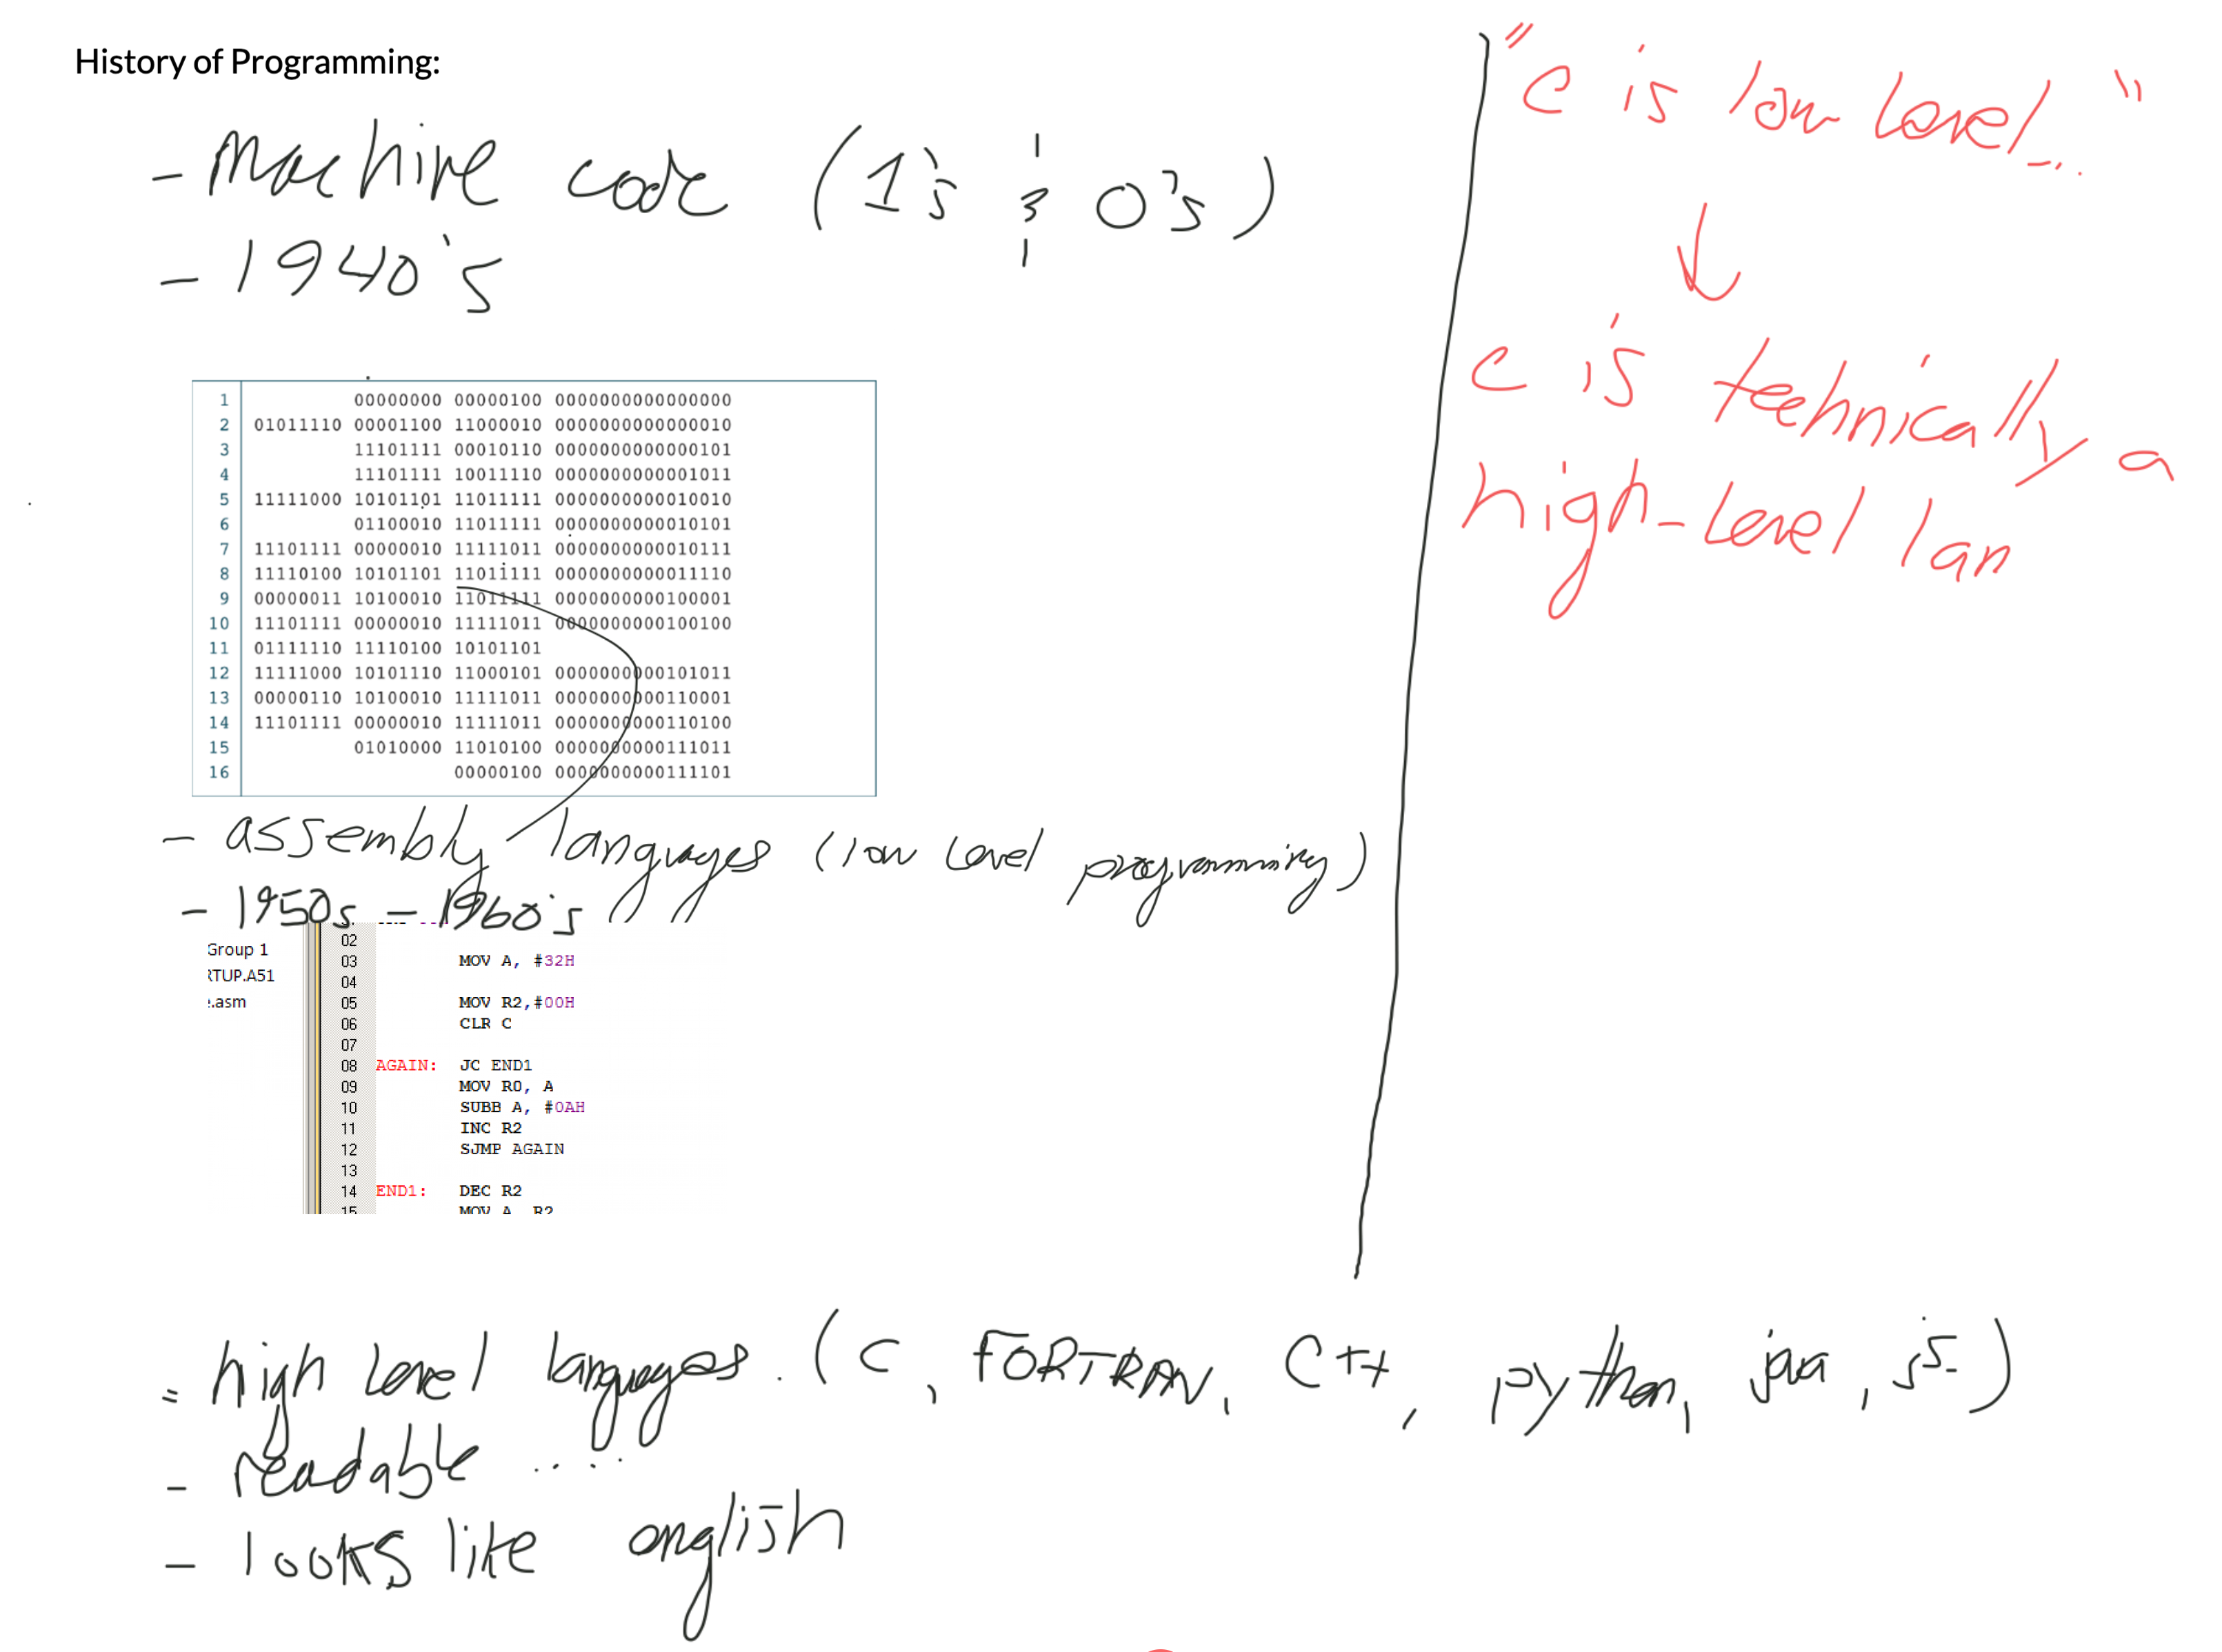 History of Programming:
- Machine code (1's & 0's)
- 1940's
1 00000000 00000100 0000000000000000
2 01011110 00001100 11000010 0000000000000010
3 11101111 00010110 0000000000000101
4 11101111 10011110 0000000000001011
5 11111000 10101101 11011111 0000000000010010
6 01100010 11011111 0000000000010101
7 11101111 00000010 11111011 0000000000010111
8 11110100 10101101 11011111 0000000000011110
9 00000011 10100010 11011111 0000000000100001
10 11101111 00000010 11111011 0000000000100100
11 01111110 11110100 10101101
12 11111000 10101110 11000101 0000000000101011
13 00000110 10100010 11111011 0000000000110001
14 11101111 00000010 11111011 0000000000110100
15 01010000 11010100 0000000000111011
16 00000100 0000000000111101
- assembly languages (low level programming)
- 1950s - 1960's
Group 1
RTUP.A51
.asm
02
03 MOV A, #32H
04
05 MOV R2,#00H
06 CLR C
07
08 AGAIN: JC END1
09 MOV R0, A
10 SUBB A, #0AH
11 INC R2
12 SJMP AGAIN
13
14 END1: DEC R2
15 MOV A R2
"C is low level..."
C is technically a
high-level lan
= high level languages. (C, FORTRAN, C++, python, java, js)
- readable ....
- looks like english